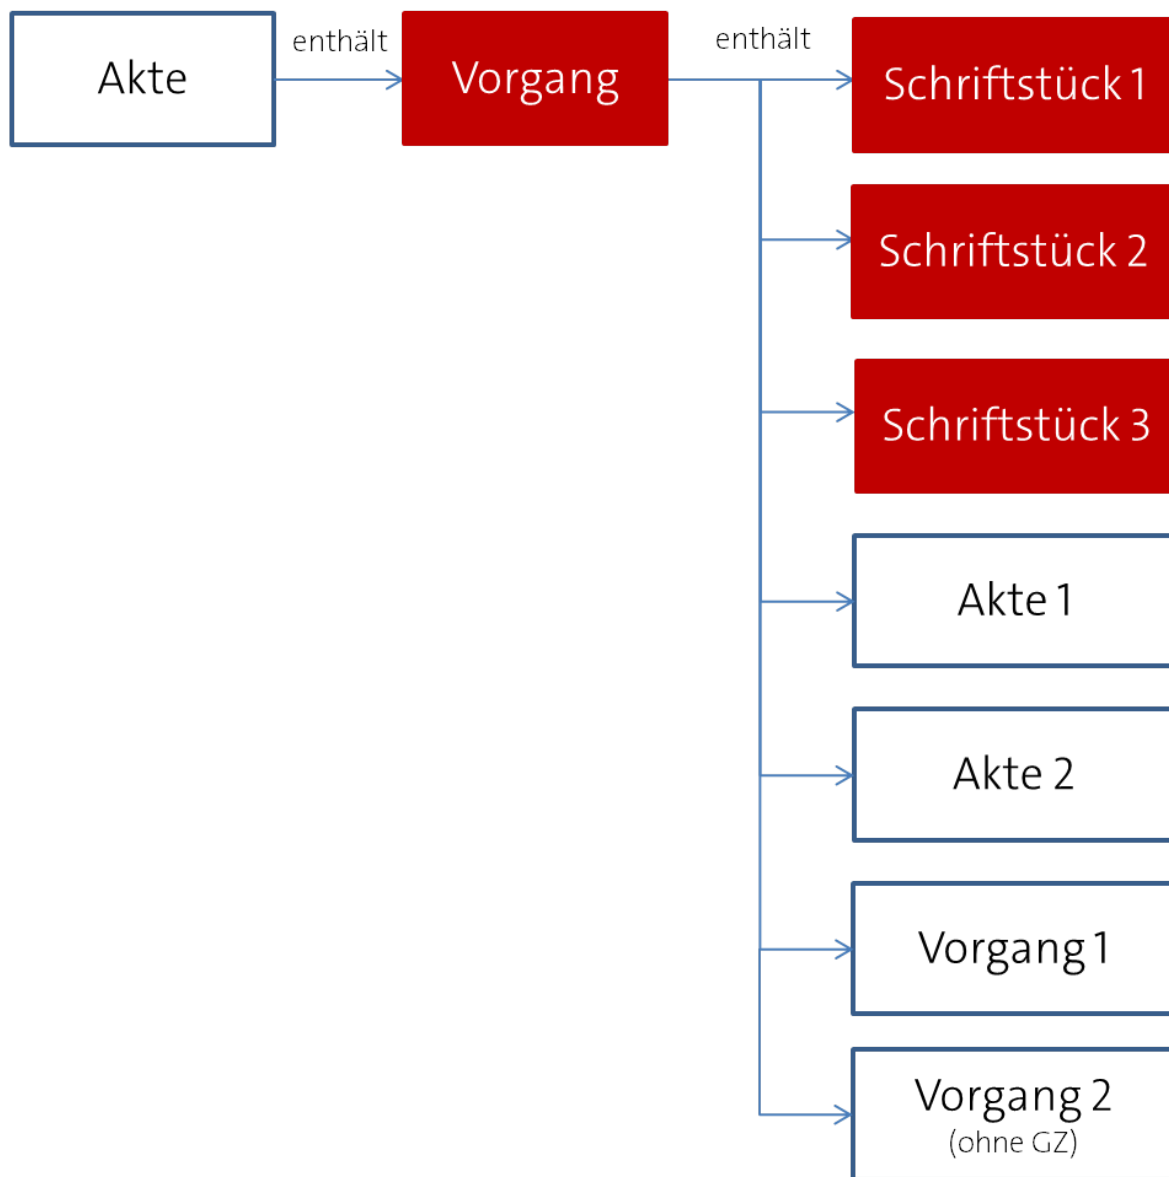 Akte
enthält
Vorgang
enthält
Schriftstück 1
Schriftstück 2
Schriftstück 3
Akte 1
Akte 2
Vorgang 1
Vorgang 2
(ohne GZ)